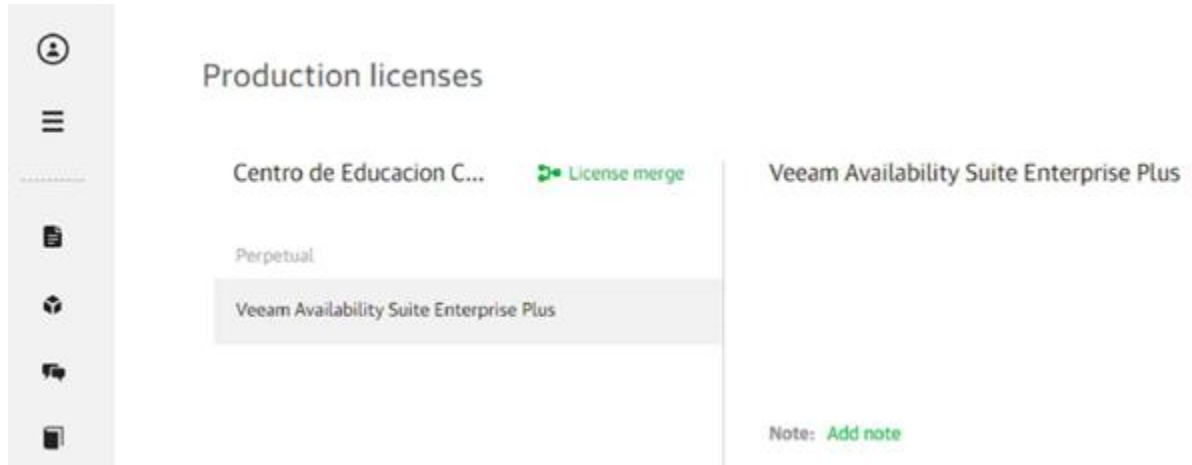 Production licenses
Centro de Educacion C...
License merge
Perpetual
Veeam Availability Suite Enterprise Plus
Veeam Availability Suite Enterprise Plus
Note: Add note